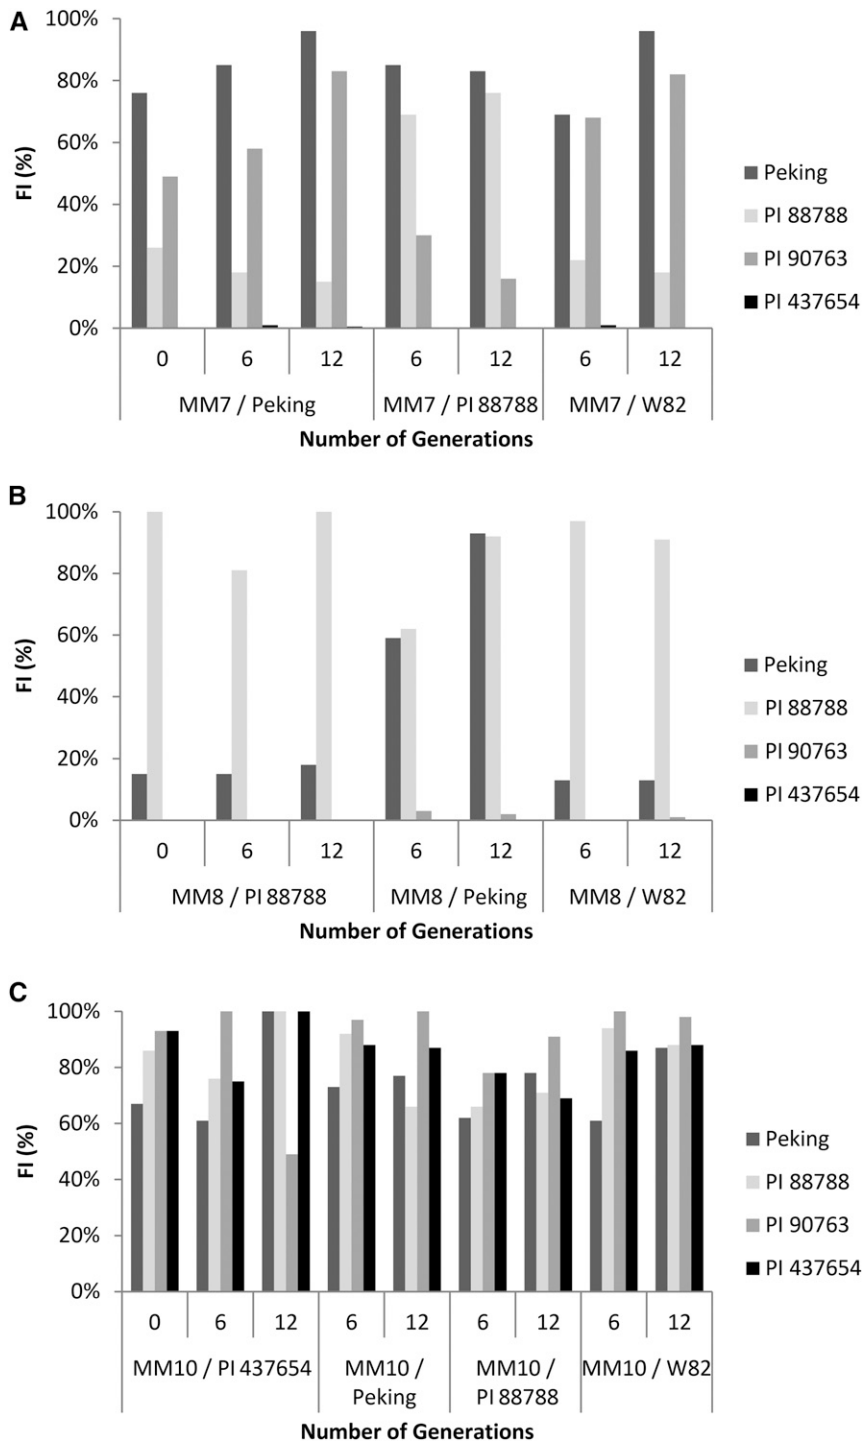 A
100%
80%
60%
40%
20%
0%
FI (%)
Peking
PI 88788
PI 90763
PI 437654
0 6 12 6 12 6 12
MM7 / Peking MM7 / PI 88788 MM7 / W82
Number of Generations
B
100%
80%
60%
40%
20%
0%
FI (%)
Peking
PI 88788
PI 90763
PI 437654
0 6 12 6 12 6 12
MM8 / PI 88788 MM8 / Peking MM8 / W82
Number of Generations
C
100%
80%
60%
40%
20%
0%
FI (%)
Peking
PI 88788
PI 90763
PI 437654
0 6 12 6 12 6 12 6 12
MM10 / PI 437654 MM10 / MM10 / MM10 / W82
Peking PI 88788
Number of Generations